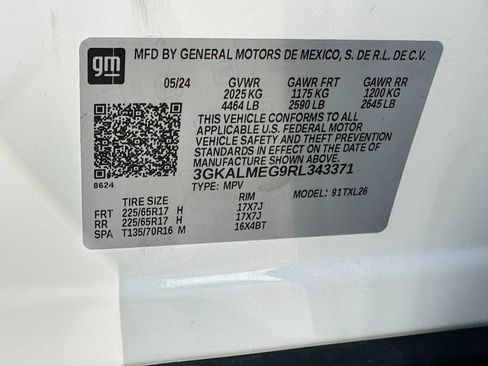 gm
MFD BY GENERAL MOTORS DE MEXICO, S. DE R.L. DE C.V.
05/24 GVWR GAWR FRT GAWR RR
2025 KG 1175 KG 1200 KG
4464 LB 2590 LB 2645 LB
THIS VEHICLE CONFORMS TO ALL
APPLICABLE U.S. FEDERAL MOTOR
VEHICLE SAFETY AND THEFT PREVENTION
STANDARDS IN EFFECT ON THE DATE OF
MANUFACTURE SHOWN ABOVE.
3GKALMEG9RL343371
8624
TYPE: MPV MODEL: 91TXL26
TIRE SIZE RIM
FRT 225/65R17 H 17X7J
RR 225/65R17 H 17X7J
SPA T135/70R16 M 16X4BT